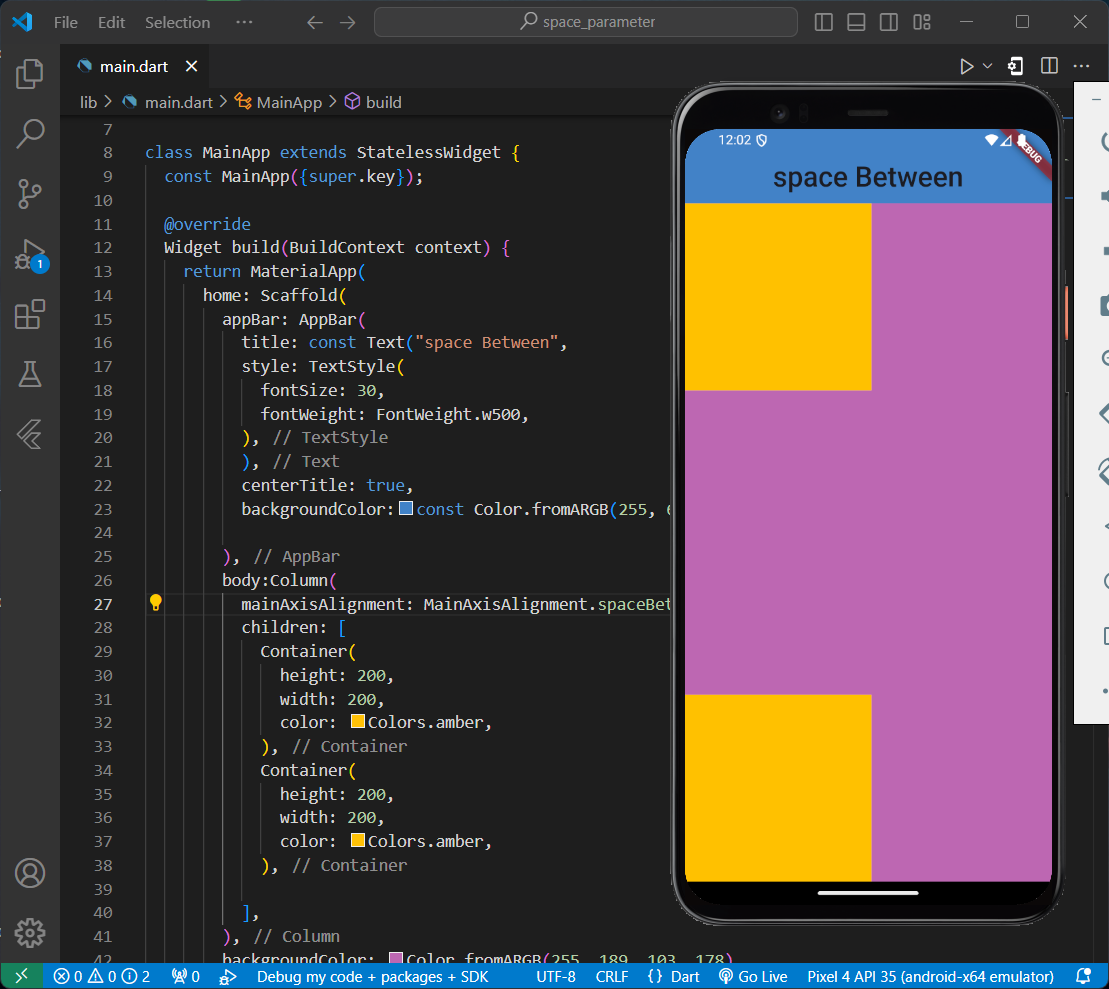 File Edit Selection ··· space_parameter
main.dart
lib > main.dart > MainApp > build
7
8 class MainApp extends StatelessWidget {
9 const MainApp({super.key});
10
11 @override
12 Widget build(BuildContext context) {
13 return MaterialApp(
14 home: Scaffold(
15 appBar: AppBar(
16 title: const Text("space Between",
17 style: TextStyle(
18 fontSize: 30,
19 fontWeight: FontWeight.w500,
20 ), // TextStyle
21 ), // Text
22 centerTitle: true,
23 backgroundColor: const Color.fromARGB(255,
24
25 ), // AppBar
26 body:Column(
27 mainAxisAlignment: MainAxisAlignment.spaceBet
28 children: [
29 Container(
30 height: 200,
31 width: 200,
32 color: Colors.amber,
33 ), // Container
34 Container(
35 height: 200,
36 width: 200,
37 color: Colors.amber,
38 ), // Container
39
40 ],
41 ), // Column
42 backgroundColor: Color.fromARGB(255, 189, 103, 178)
12:02
DEBUG
space Between
1
0 0 2 0 Debug my code + packages + SDK UTF-8 CRLF {} Dart Go Live Pixel 4 API 35 (android-x64 emulator)